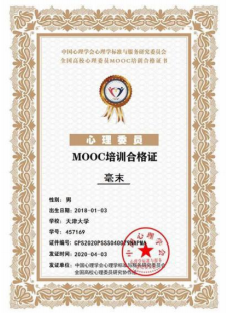 中国心理学会心理学标准与服务研究委员会
全国高校心理委员MOOC培训合格证书
心理委员
MOOC培训合格证
亳末
性别: 男
出生日期: 2018-01-03
学校: 天津大学
学号: 457169
发证时间: 2020-04-03
发证单位: 中国心理学会心理学标准与服务研究委员会
全国高校心理委员研究协作组